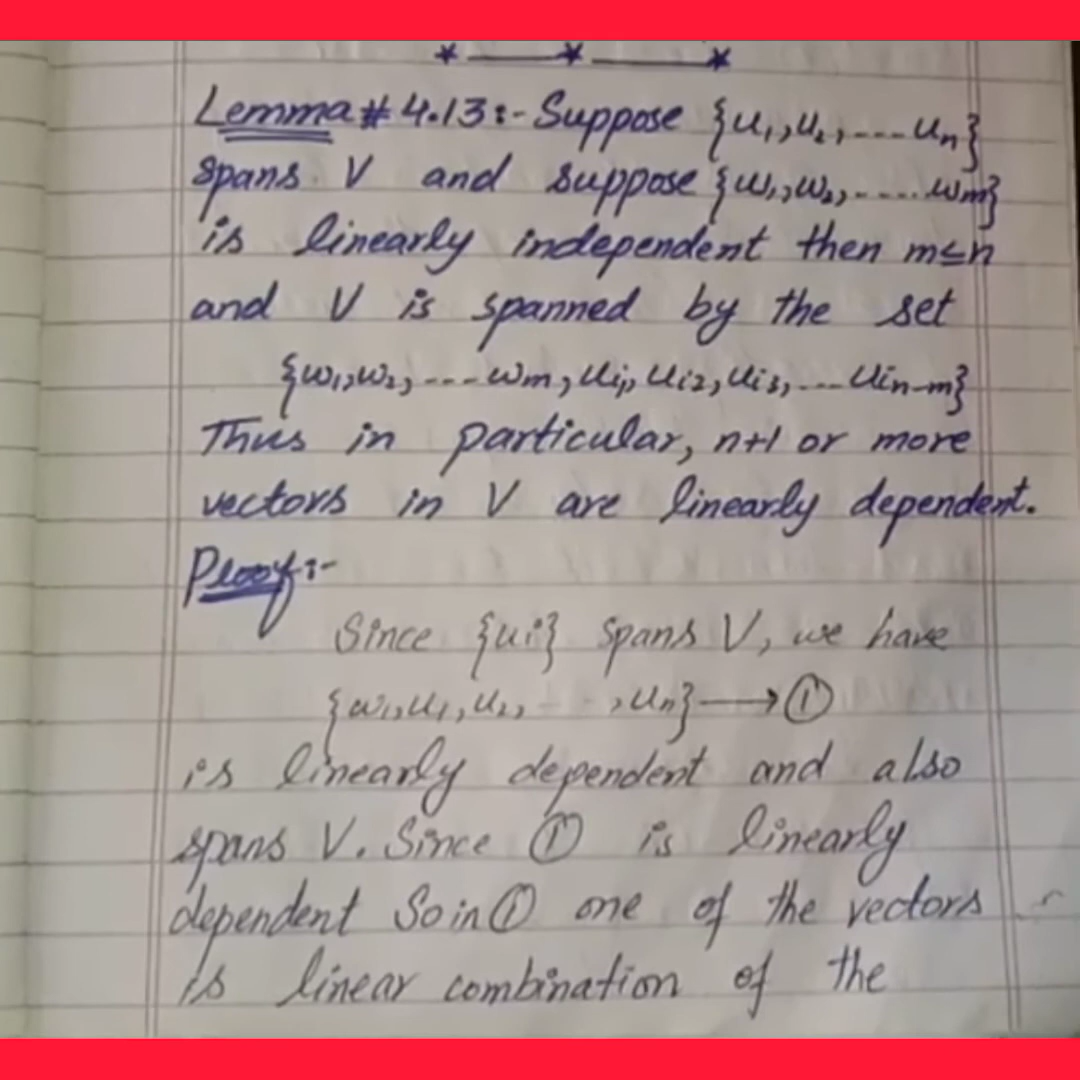 Lemma # 4.13:- Suppose {u₁,u₂,----uₙ}
spans V and suppose {w₁,w₂,-----wₘ}
is linearly independent then m≤n
and V is spanned by the set
{w₁,w₂,---wₘ,uᵢ₁,uᵢ₂,uᵢ₃,---uᵢₙ₋ₘ}
Thus in particular, n+1 or more
vectors in V are linearly dependent.
Proof:-
Since {uᵢ} spans V, we have
{w₁,u₁,u₂,- - -,uₙ}⟶①
is linearly dependent and also
spans V. Since ① is linearly
dependent So in ① one of the vectors
is linear combination of the